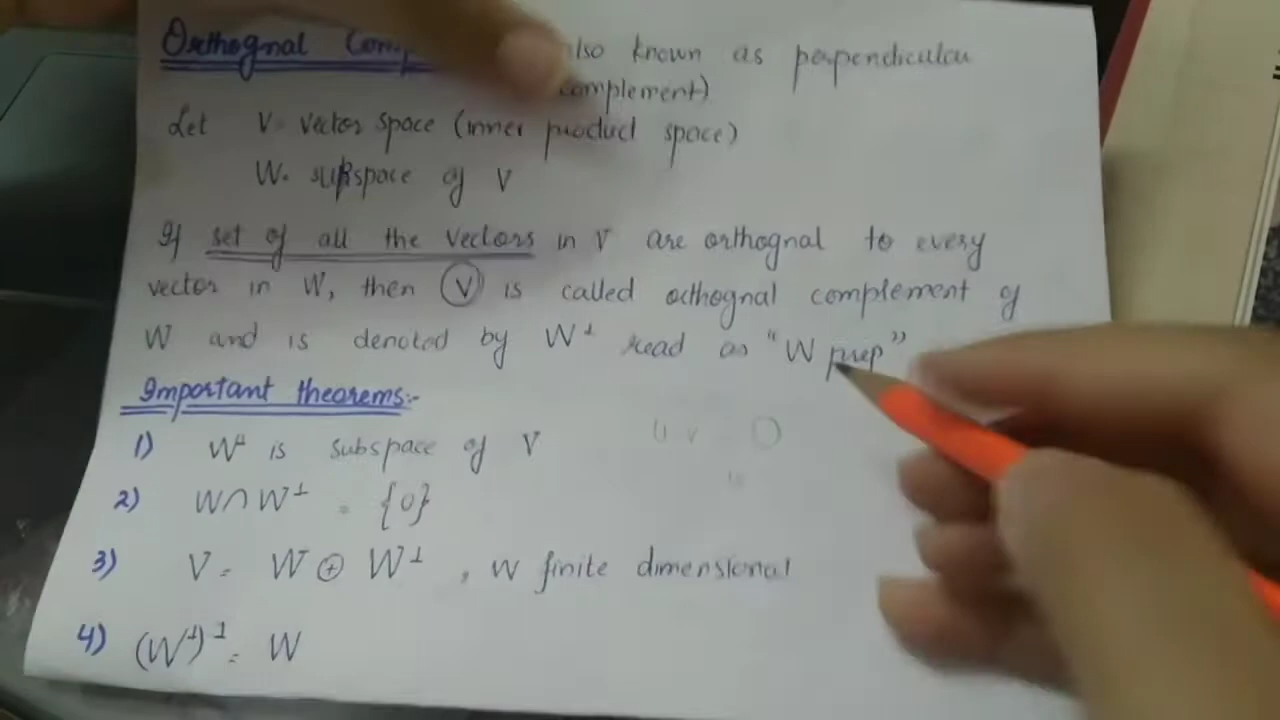 Orthognal Comp also known as perpendicular
complement)
Let V= vector space (inner product space)
W= subspace of V
If set of all the vectors in V are orthognal to every
vector in W, then V is called orthognal complement of
W and is denoted by W⊥ read as "W prep"
Important theorems:-
1) W⊥ is subspace of V
2) W∩W⊥ = {0}
3) V= W ⊕ W⊥ , W finite dimensional
4) (W⊥)⊥ = W